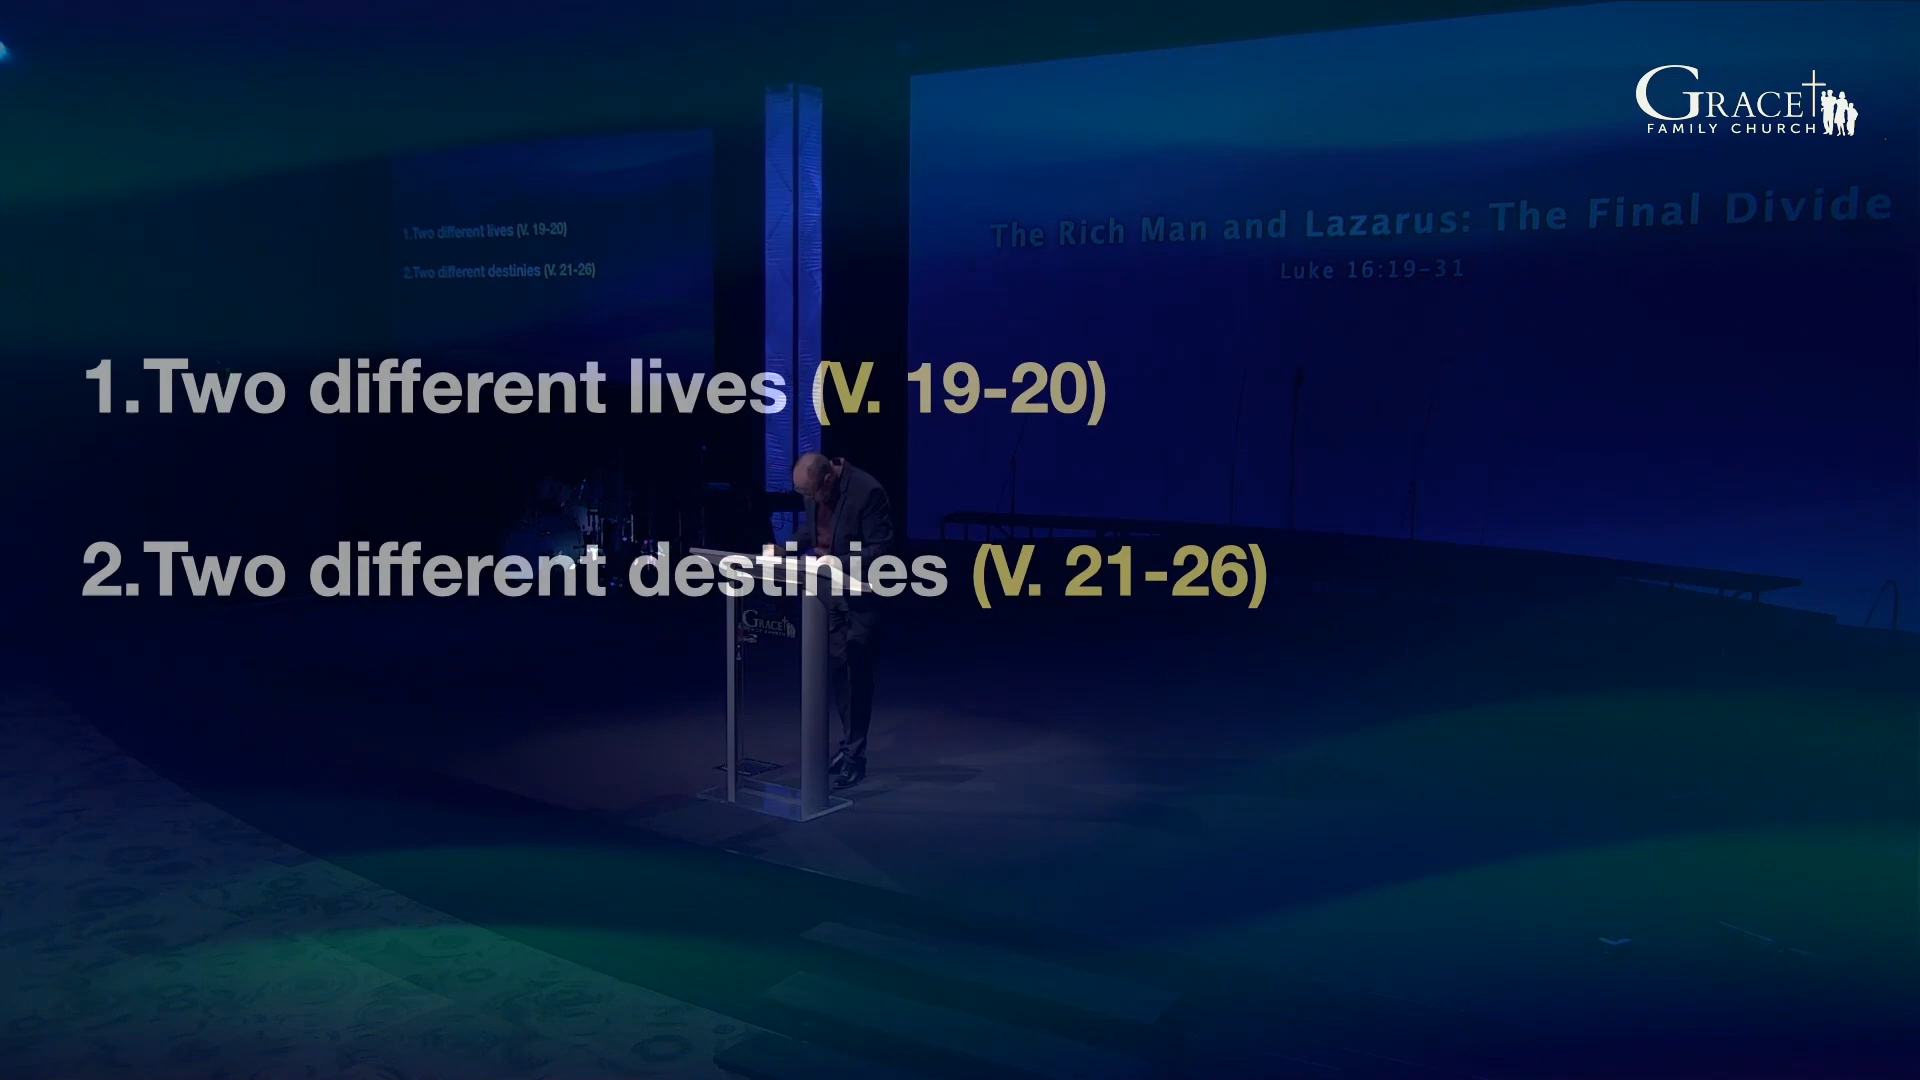 GRACE
FAMILY CHURCH
1.Two different lives (V. 19-20)
2.Two different destinies (V. 21-26)
The Rich Man and Lazarus: The Final Divide
Luke 16:19-31
1.Two different lives (V. 19-20)
2.Two different destinies (V. 21-26)
GRACE